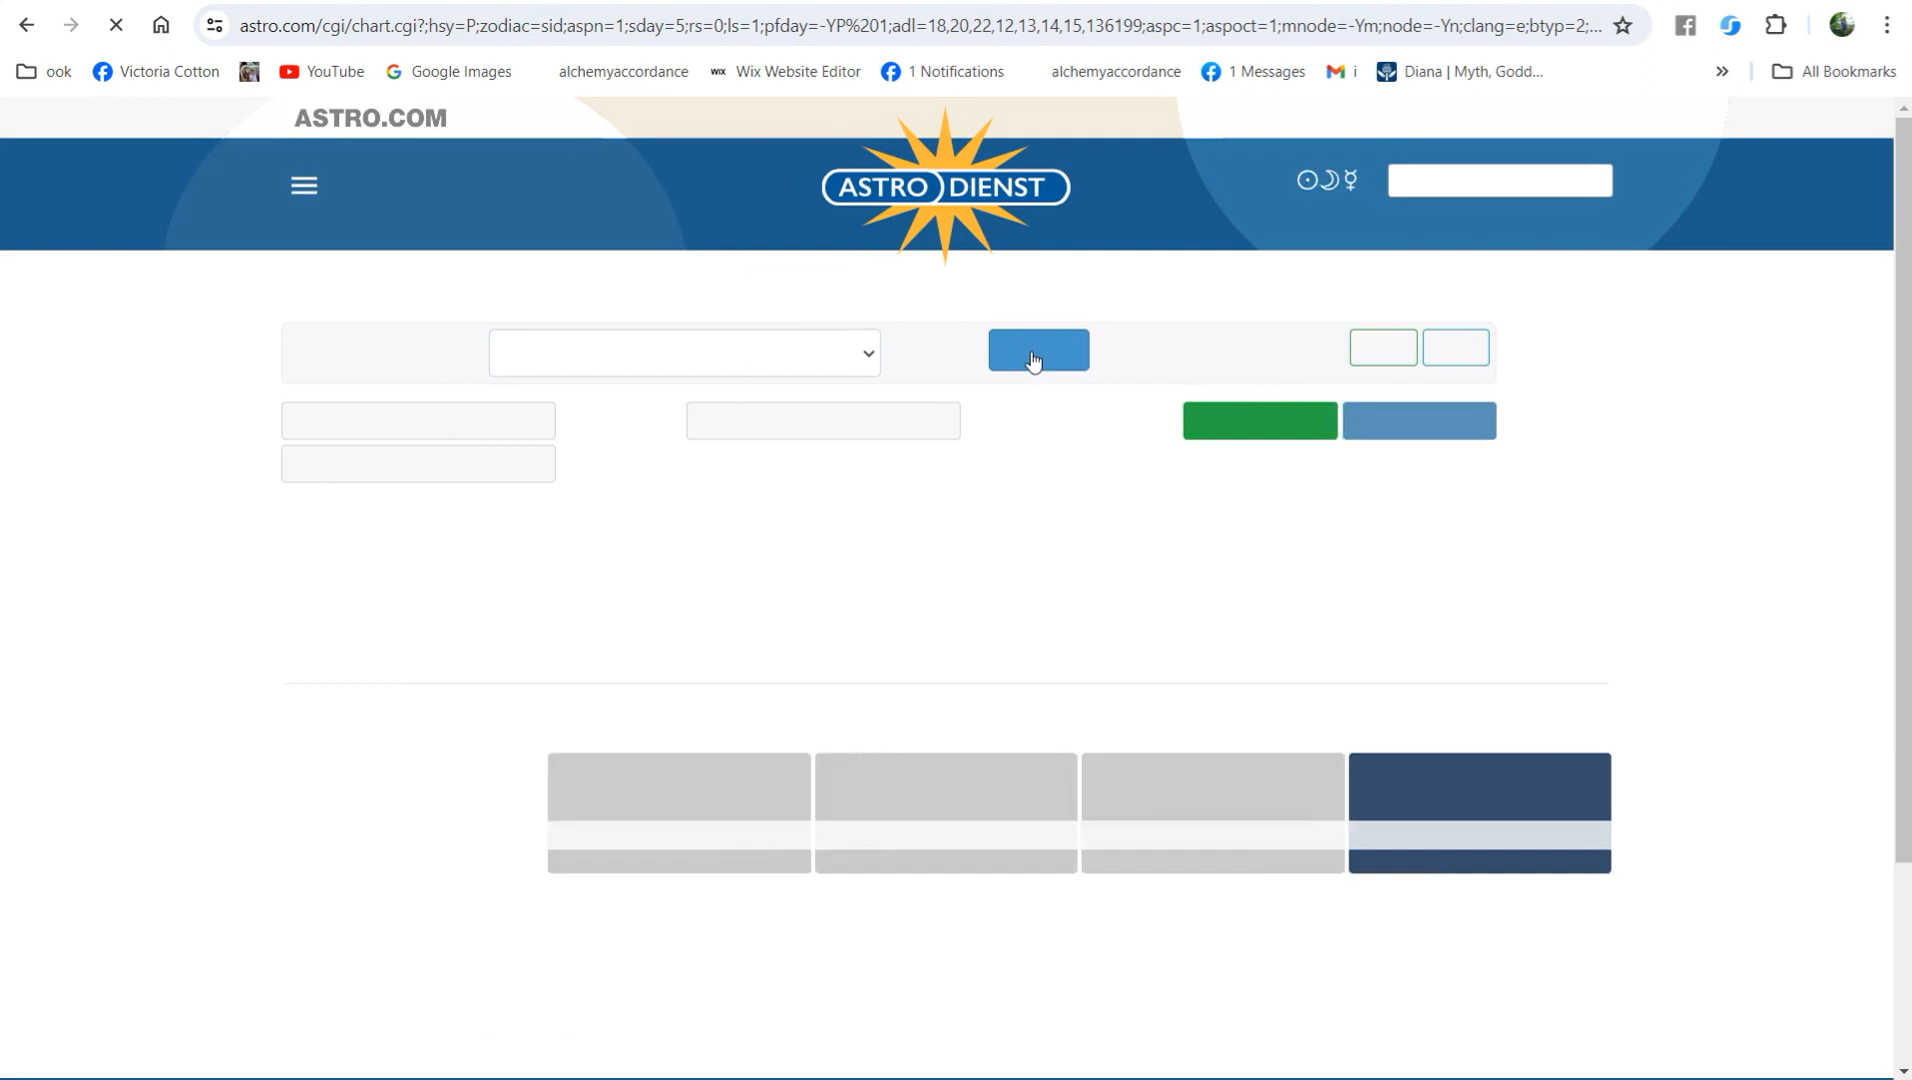 astro.com/cgi/chart.cgi?;hsy=P;zodiac=sid;aspn=1;sday=5;rs=0;ls=1;pfday=-YP%201;adl=18,20,22,12,13,14,15,136199;aspc=1;aspoct=1;mnode=-Ym;node=-Yn;clang=e;btyp=2;...
ook Victoria Cotton YouTube Google Images alchemyaccordance WIX Wix Website Editor 1 Notifications alchemyaccordance 1 Messages i Diana | Myth, Godd... » All Bookmarks
ASTRO.COM
ASTRO DIENST